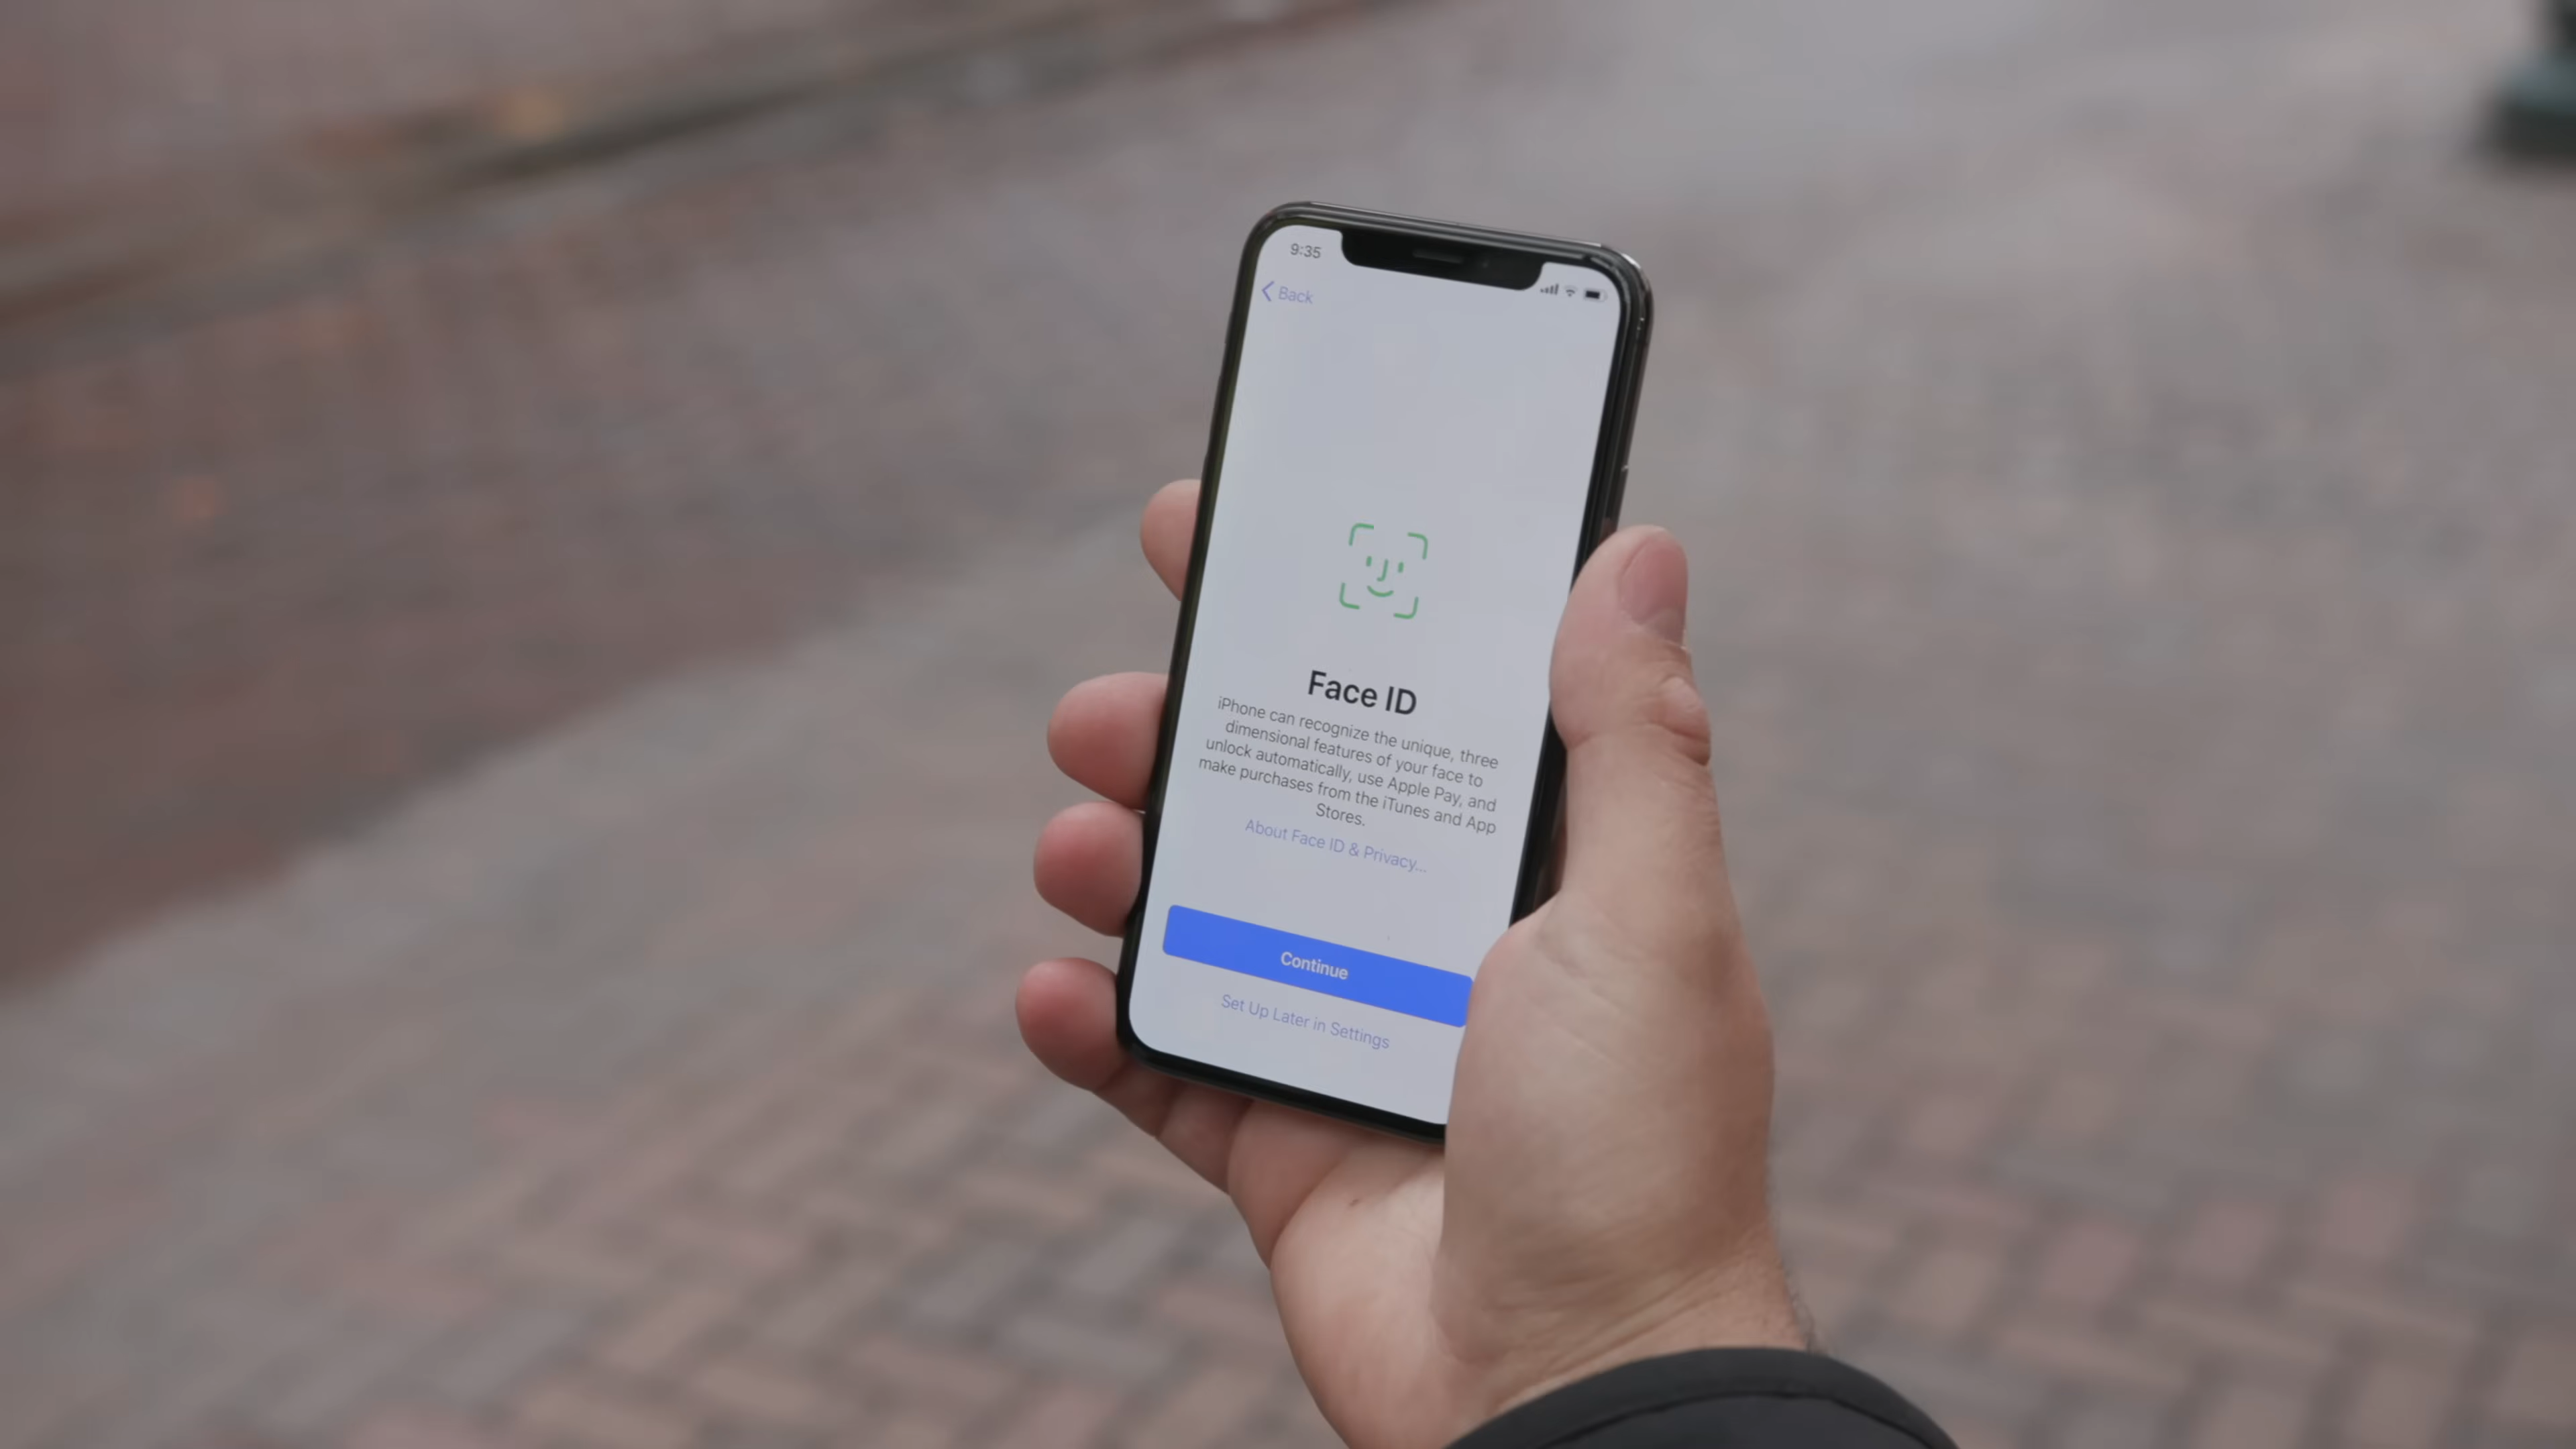 9:35
Back
Face ID
iPhone can recognize the unique, three
dimensional features of your face to
unlock automatically, use Apple Pay, and
make purchases from the iTunes and App
Stores.
About Face ID & Privacy...
Continue
Set Up Later in Settings